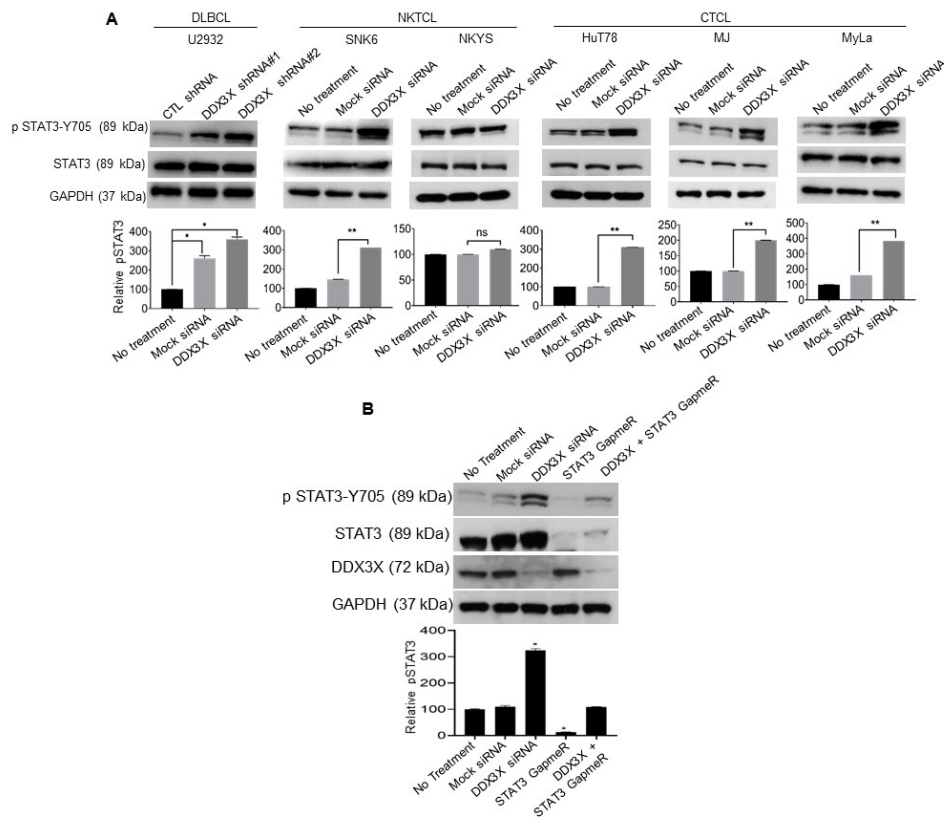 A
DLBCL NKTCL CTCL
U2932 SNK6 NKYS HuT78 MJ MyLa
CTL shRNA DDX3X shRNA#1 DDX3X shRNA#2 No treatment Mock siRNA DDX3X siRNA No treatment Mock siRNA DDX3X siRNA No treatment Mock siRNA DDX3X siRNA No treatment Mock siRNA DDX3X siRNA No treatment Mock siRNA DDX3X siRNA
p STAT3-Y705 (89 kDa)
STAT3 (89 kDa)
GAPDH (37 kDa)
Relative pSTAT3
400 300 200 100 0
* *
No treatment Mock siRNA DDX3X siRNA
400 300 200 100 0
**
No treatment Mock siRNA DDX3X siRNA
150 100 50 0
ns
No treatment Mock siRNA DDX3X siRNA
400 300 200 100 0
**
No treatment Mock siRNA DDX3X siRNA
250 200 150 100 50 0
**
No treatment Mock siRNA DDX3X siRNA
500 400 300 200 100 0
**
No treatment Mock siRNA DDX3X siRNA
B
No Treatment Mock siRNA DDX3X siRNA STAT3 GapmeR DDX3X + STAT3 GapmeR
p STAT3-Y705 (89 kDa)
STAT3 (89 kDa)
DDX3X (72 kDa)
GAPDH (37 kDa)
Relative pSTAT3
400 300 200 100 0
* *
No Treatment Mock siRNA DDX3X siRNA STAT3 GapmeR DDX3X +
STAT3 GapmeR